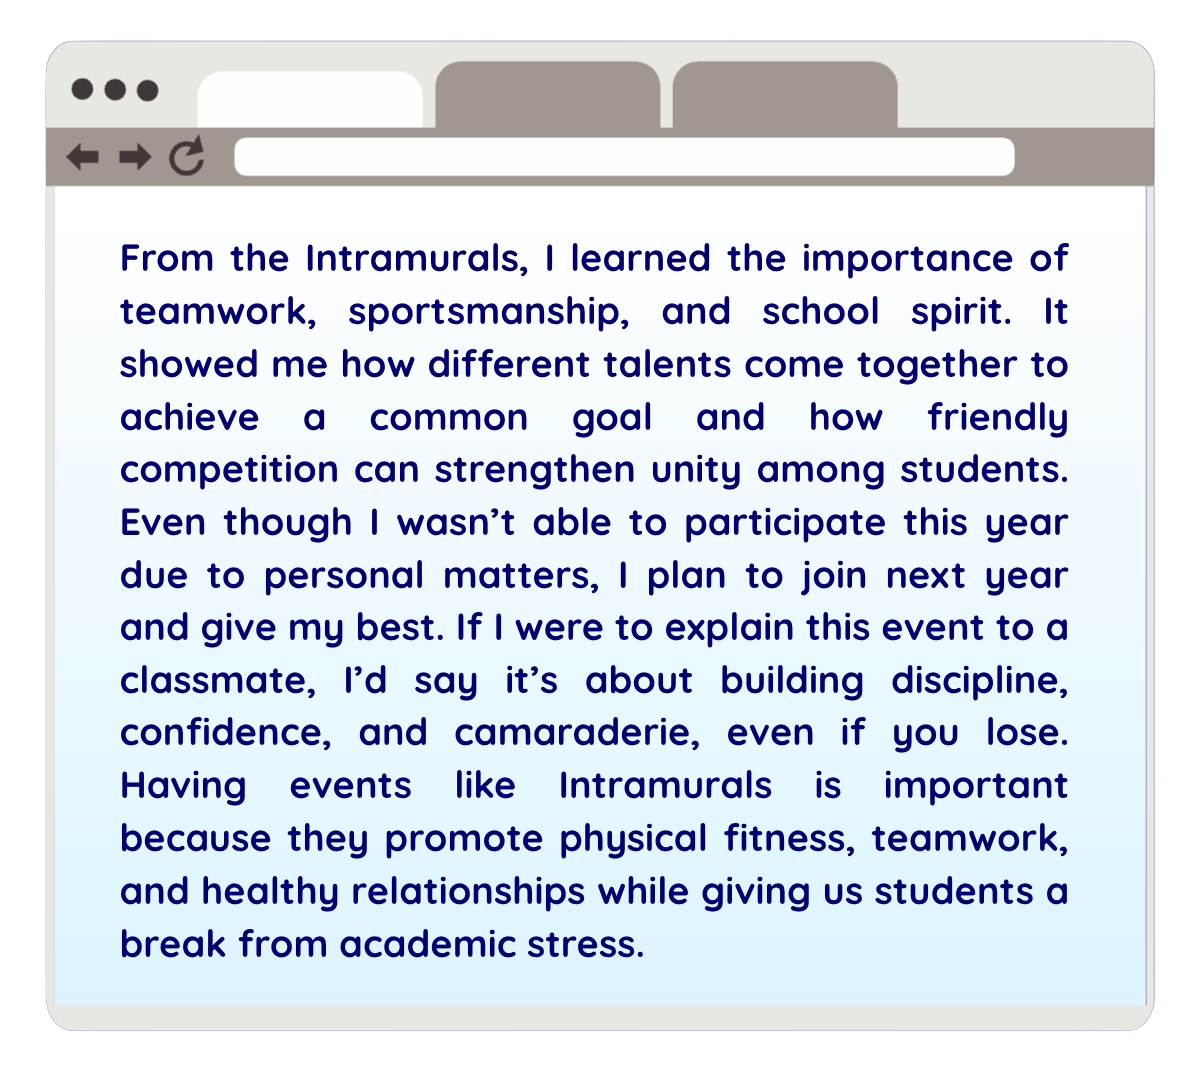 From the Intramurals, I learned the importance of
teamwork, sportsmanship, and school spirit. It
showed me how different talents come together to
achieve a common goal and how friendly
competition can strengthen unity among students.
Even though I wasn’t able to participate this year
due to personal matters, I plan to join next year
and give my best. If I were to explain this event to a
classmate, I’d say it’s about building discipline,
confidence, and camaraderie, even if you lose.
Having events like Intramurals is important
because they promote physical fitness, teamwork,
and healthy relationships while giving us students a
break from academic stress.